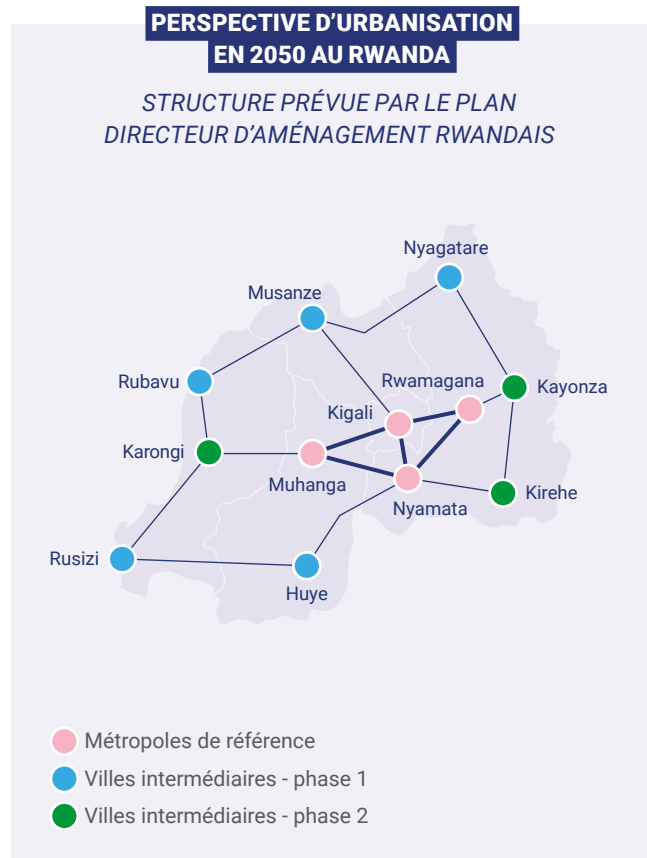 PERSPECTIVE D'URBANISATION
EN 2050 AU RWANDA
STRUCTURE PRÉVUE PAR LE PLAN
DIRECTEUR D'AMÉNAGEMENT RWANDAIS
Nyagatare
Musanze
Rubavu
Rwamagana
Kayonza
Kigali
Karongi
Muhanga
Kirehe
Nyamata
Rusizi
Huye
Métropoles de référence
Villes intermédiaires - phase 1
Villes intermédiaires - phase 2